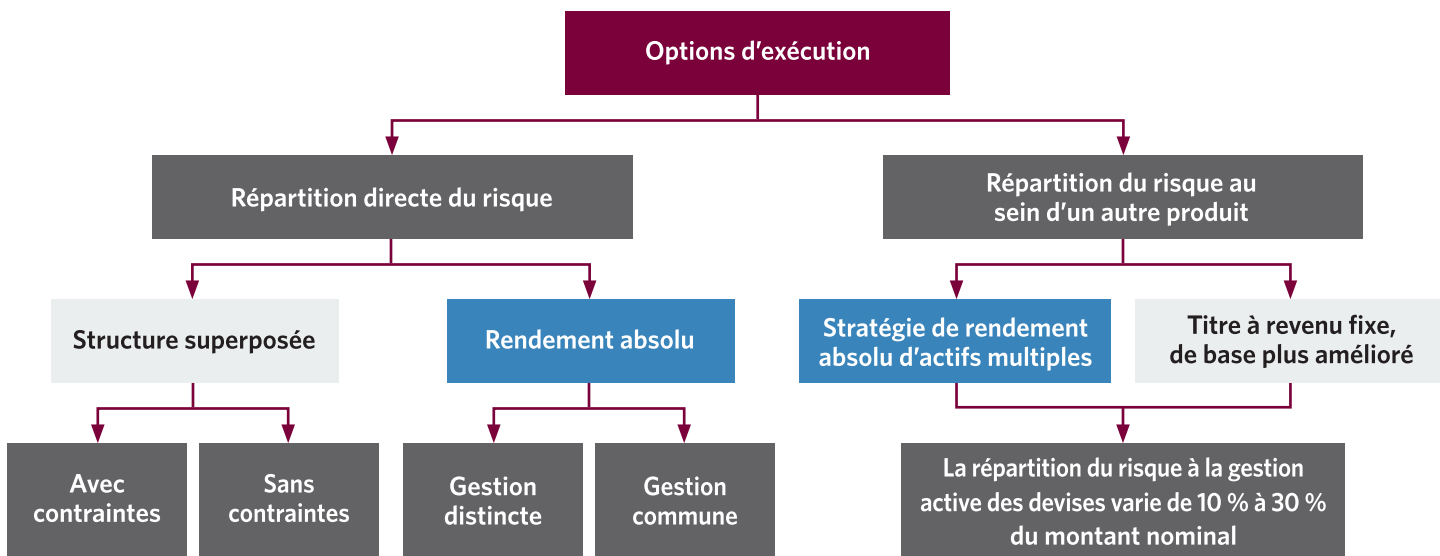 Options d'exécution
Répartition directe du risque
Répartition du risque au
sein d'un autre produit
Structure superposée
Rendement absolu
Stratégie de rendement
absolu d'actifs multiples
Titre à revenu fixe,
de base plus amélioré
Avec
contraintes
Sans
contraintes
Gestion
distincte
Gestion
commune
La répartition du risque à la gestion
active des devises varie de 10 % à 30 %
du montant nominal